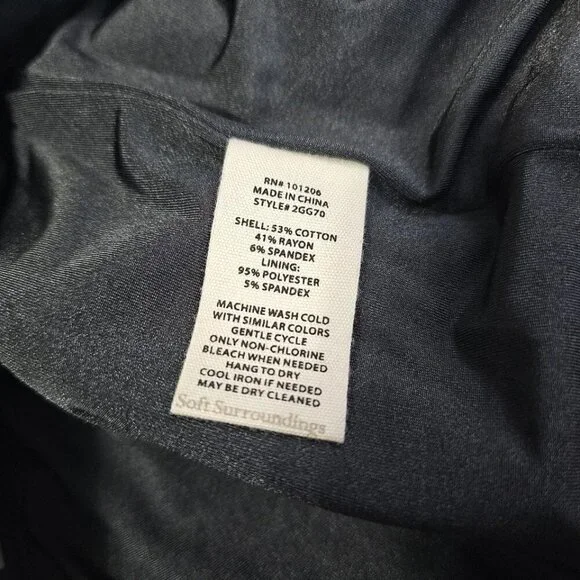 RN# 101206
MADE IN CHINA
STYLE# 2GG70
SHELL: 53% COTTON
41% RAYON
6% SPANDEX
LINING:
95% POLYESTER
5% SPANDEX
MACHINE WASH COLD
WITH SIMILAR COLORS
GENTLE CYCLE
ONLY NON-CHLORINE
BLEACH WHEN NEEDED
HANG TO DRY
COOL IRON IF NEEDED
MAY BE DRY CLEANED
Soft Surroundings